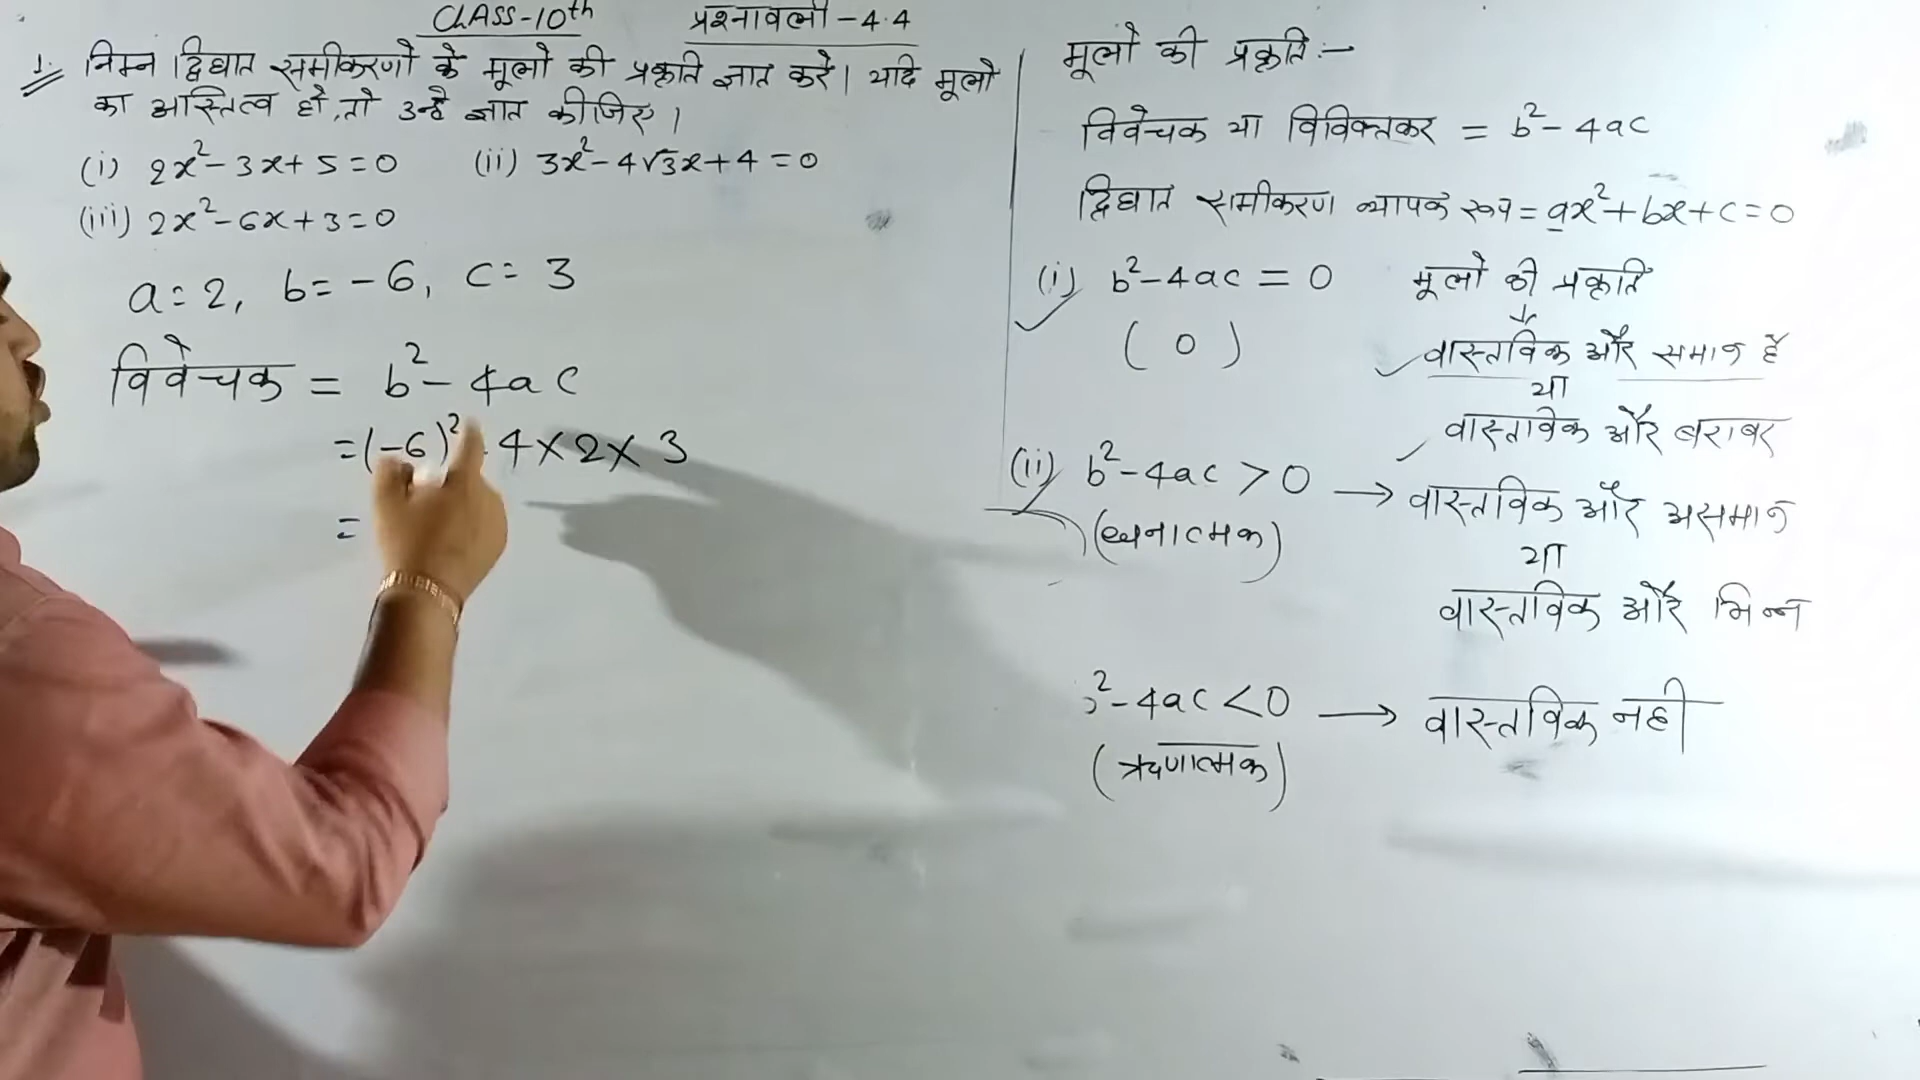 CLASS-10th प्रश्नावली-4.4
1. निम्न द्विघात समीकरणों के मूलों की प्रकृति ज्ञात करें। यदि मूलों
का अस्तित्व हो, तो उन्हें ज्ञात कीजिए।
(i) 2x²-3x+5=0 (ii) 3x²-4√3x+4=0
(iii) 2x²-6x+3=0
a=2, b=-6, c=3
विवेचक = b²-4ac
=(-6)² 4×2×3
=
मूलों की प्रकृति:-
विवेचक या विविक्तकर = b²-4ac
द्विघात समीकरण व्यापक रूप = ax²+bx+c=0
(i) b²-4ac=0 मूलों की प्रकृति
(0) वास्तविक और समान है
या
वास्तविक और बराबर
(ii) b²-4ac>0 → वास्तविक और असमान
(धनात्मक) या
वास्तविक और भिन्न
²-4ac<0 → वास्तविक नही
(ऋणात्मक)